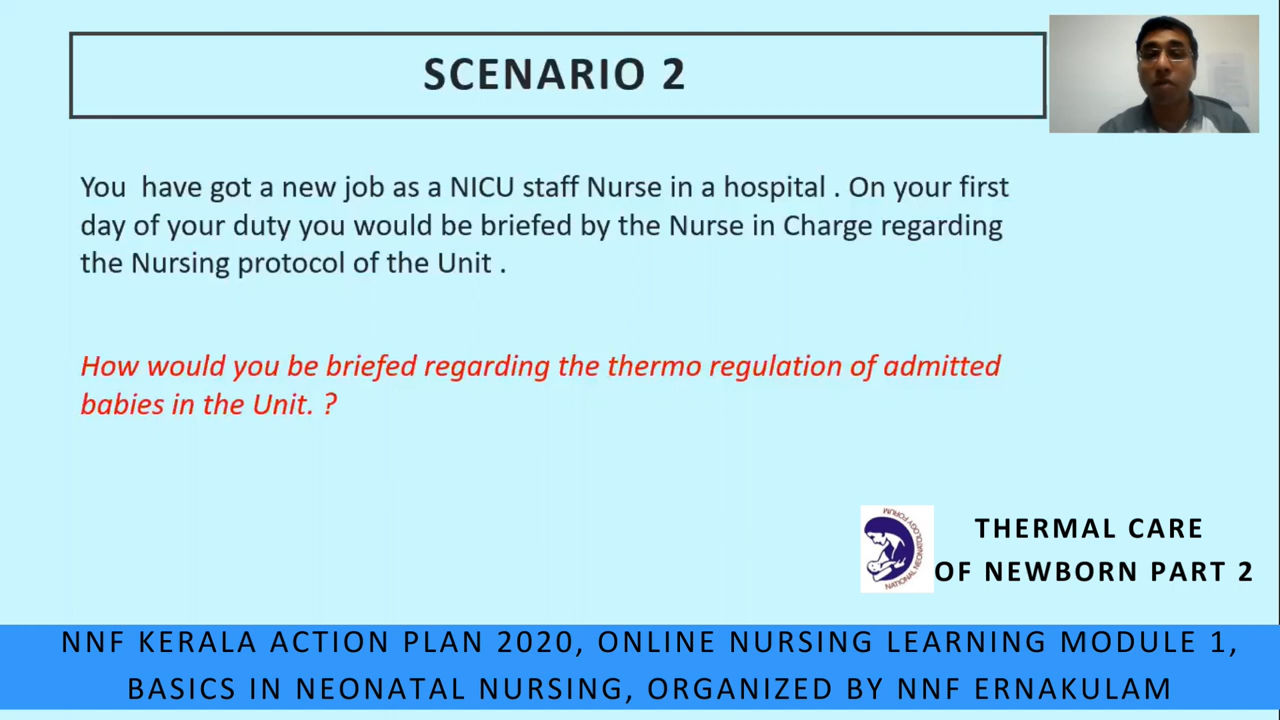 SCENARIO 2
You have got a new job as a NICU staff Nurse in a hospital . On your first
day of your duty you would be briefed by the Nurse in Charge regarding
the Nursing protocol of the Unit .
How would you be briefed regarding the thermo regulation of admitted
babies in the Unit. ?
NATIONAL NEONATOLOGY FORUM
THERMAL CARE
OF NEWBORN PART 2
NNF KERALA ACTION PLAN 2020, ONLINE NURSING LEARNING MODULE 1,
BASICS IN NEONATAL NURSING, ORGANIZED BY NNF ERNAKULAM